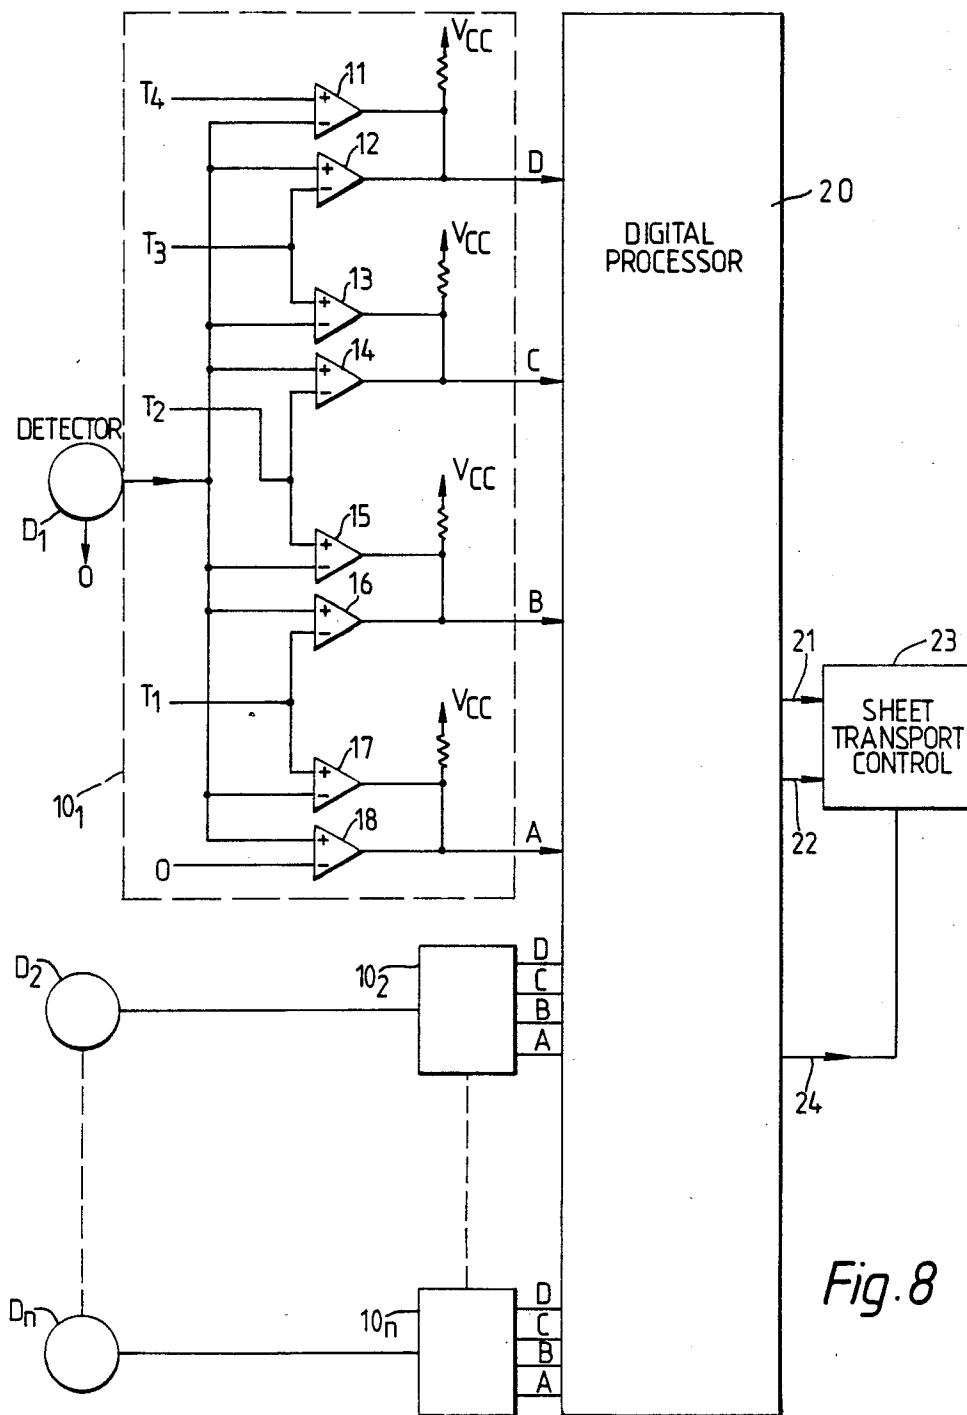 VCC
T4
+
-
11
12
+
-
D
20
T3
VCC
DIGITAL
PROCESSOR
13
+
-
14
+
-
C
T2
DETECTOR
D1
0
VCC
15
+
-
16
+
-
B
21
23
T1
VCC
SHEET
TRANSPORT
CONTROL
17
+
-
101
18
+
-
A
22
0
D2
102
D
C
B
A
24
Dn
10n
D
C
B
A
Fig. 8